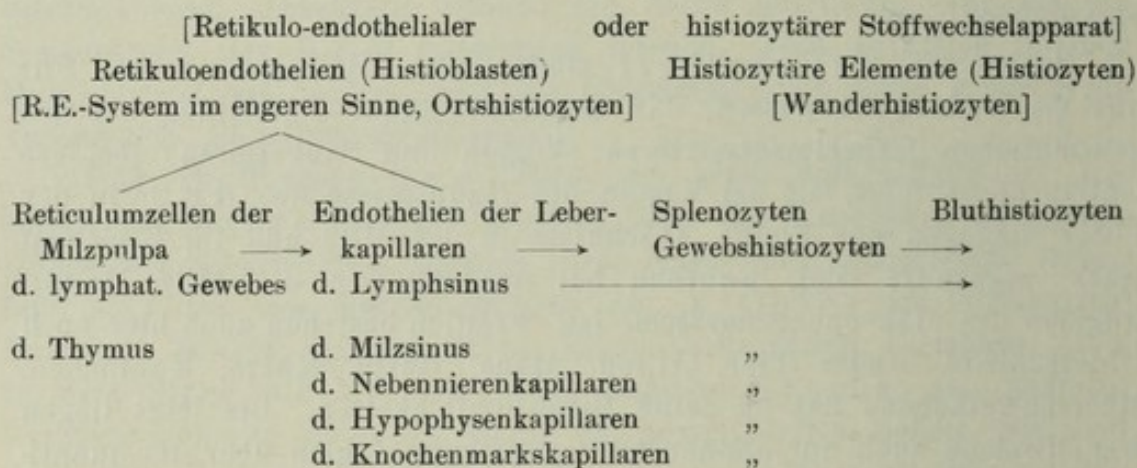 [Retikulo-endothelialer oder histiozytärer Stoffwechselapparat]
Retikuloendothelien (Histioblasten) Histiozytäre Elemente (Histiozyten)
[R.E.-System im engeren Sinne, Ortshistiozyten] [Wanderhistiozyten]
Reticulumzellen der Endothelien der Leber- Splenozyten Bluthistiozyten
Milzpulpa → kapillaren → Gewebshistiozyten →
d. lymphat. Gewebes d. Lymphsinus →
d. Thymus d. Milzsinus „
d. Nebennierenkapillaren „
d. Hypophysenkapillaren „
d. Knochenmarkskapillaren „